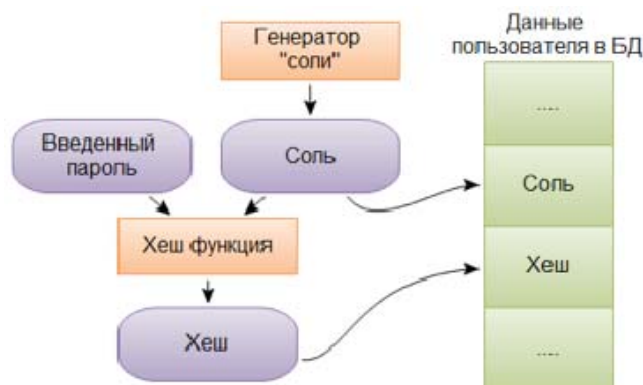 Данные
пользователя в БД
Генератор
"соли"
....
Введенный
пароль
Соль
Соль
Хеш функция
Хеш
Хеш
....